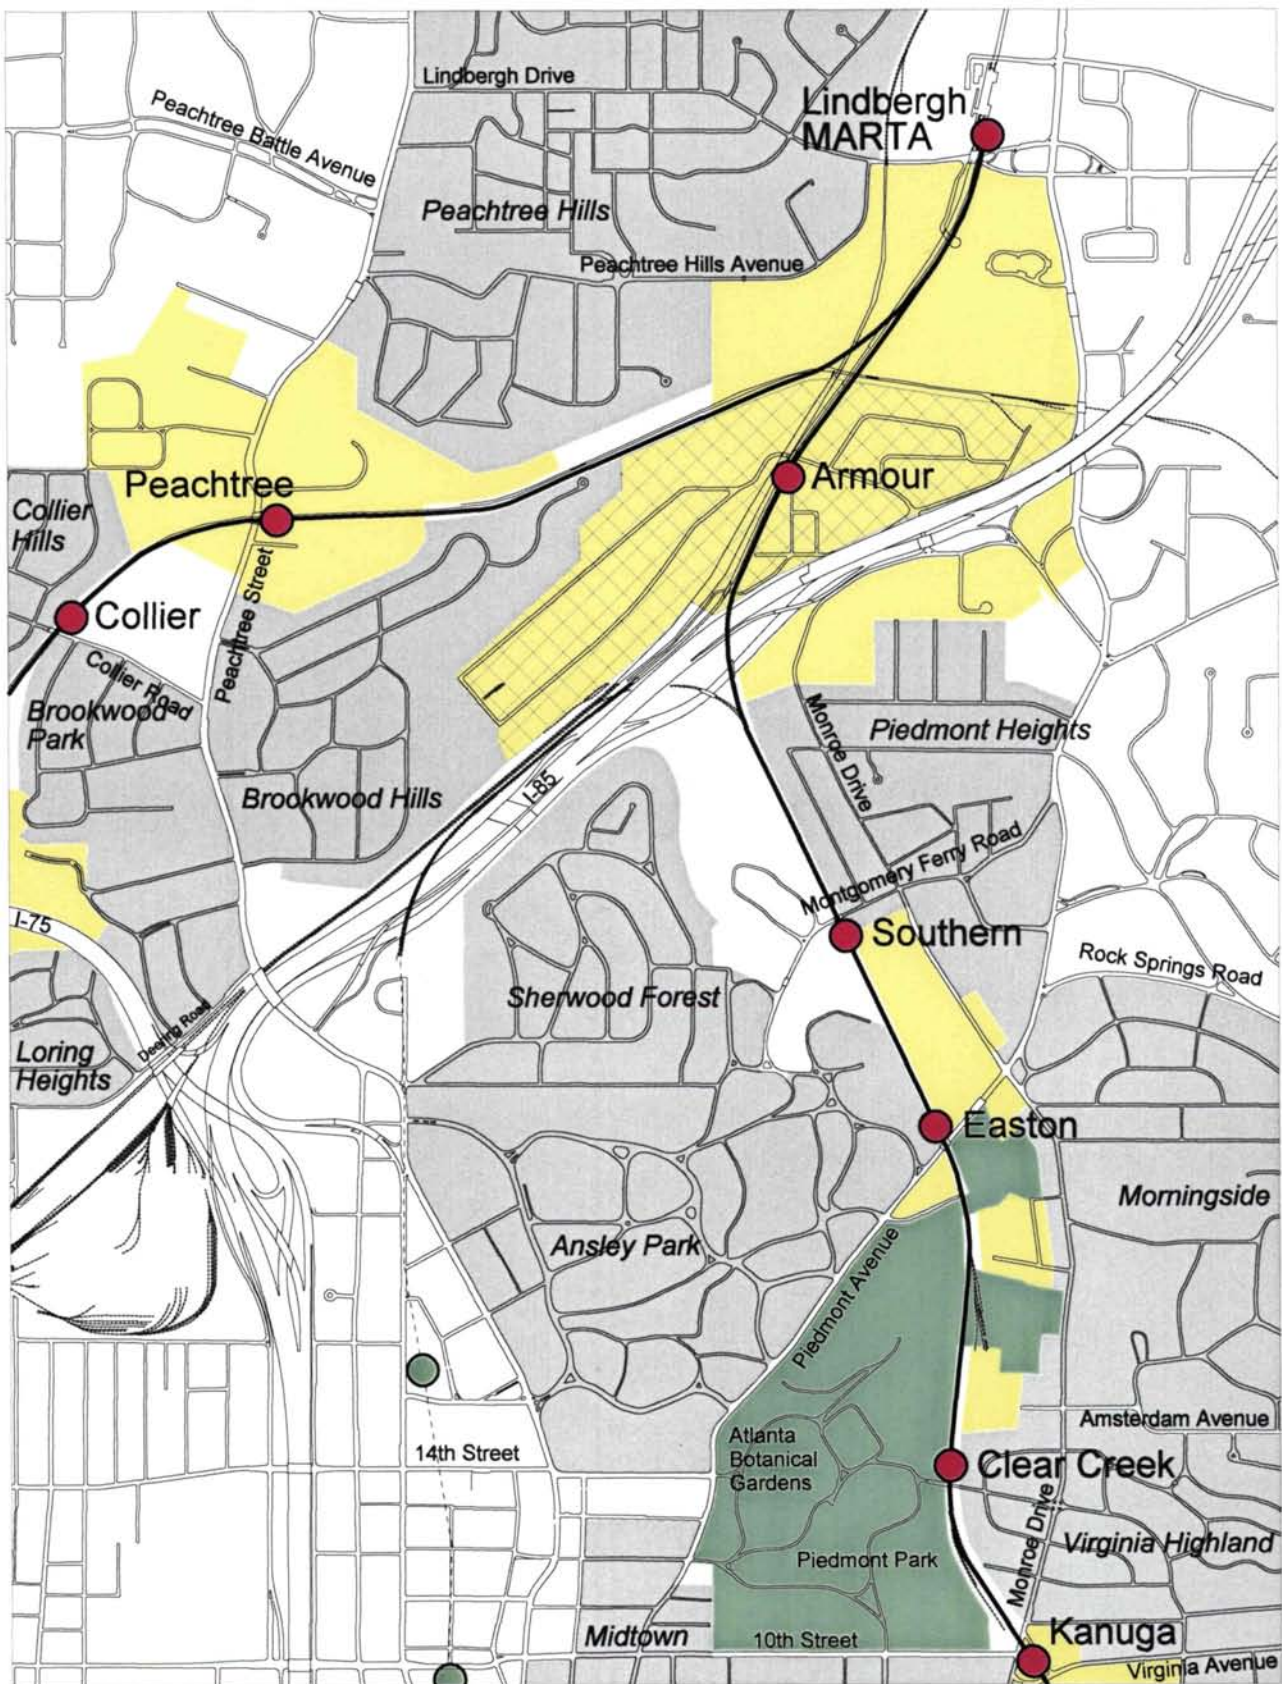 Lindbergh Drive
Lindbergh
MARTA
Peachtree Battle Avenue
Peachtree Hills
Peachtree Hills Avenue
Peachtree
Armour
Collier
Hills
Collier
Peachtree Street
Collier Road
Brookwood
Park
Monroe Drive
Piedmont Heights
I-85
Brookwood Hills
Montgomery Ferry Road
I-75
Southern
Rock Springs Road
Sherwood Forest
Deering Road
Loring
Heights
Easton
Morningside
Ansley Park
Piedmont Avenue
Amsterdam Avenue
14th Street
Atlanta
Botanical
Gardens
Clear Creek
Monroe Drive
Virginia Highland
Piedmont Park
Midtown
10th Street
Kanuga
Virginia Avenue